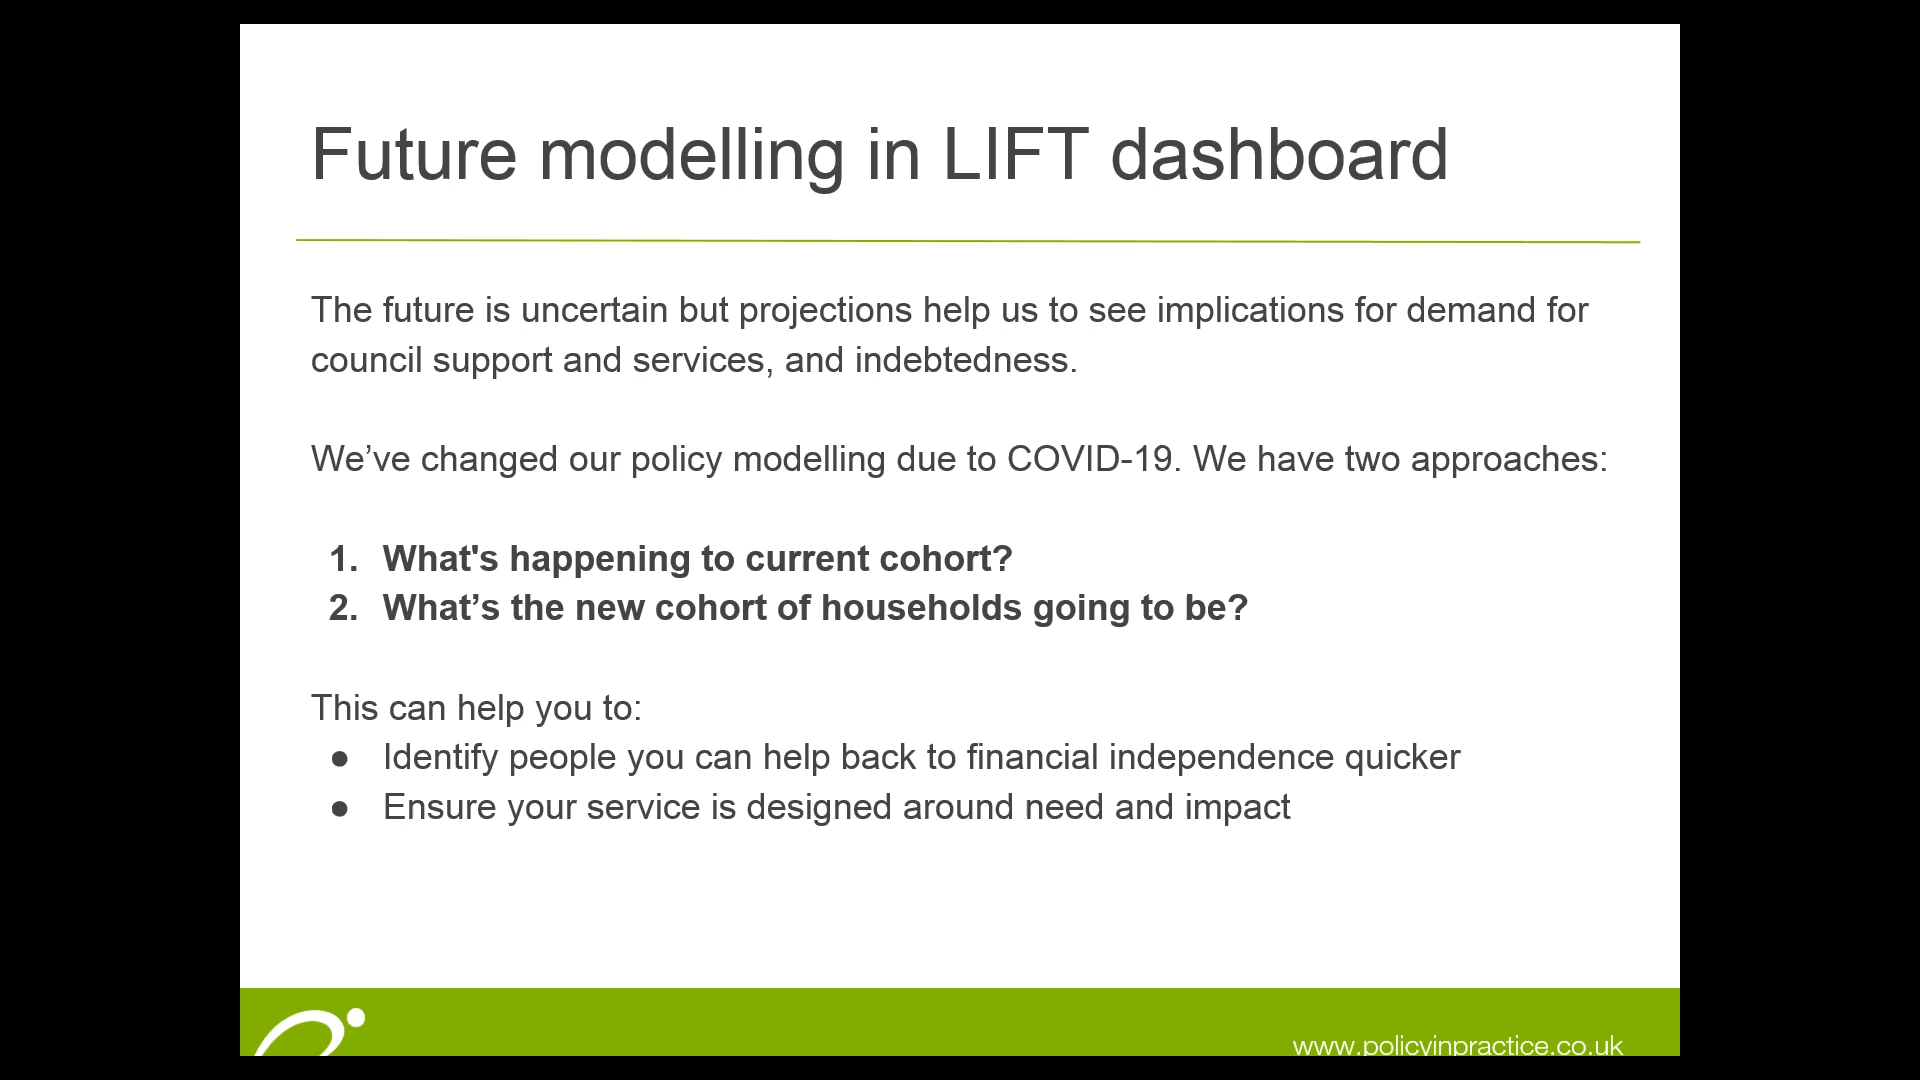 Future modelling in LIFT dashboard
The future is uncertain but projections help us to see implications for demand for
council support and services, and indebtedness.
We’ve changed our policy modelling due to COVID-19. We have two approaches:
1. What's happening to current cohort?
2. What’s the new cohort of households going to be?
This can help you to:
● Identify people you can help back to financial independence quicker
● Ensure your service is designed around need and impact
www.policyinpractice.co.uk